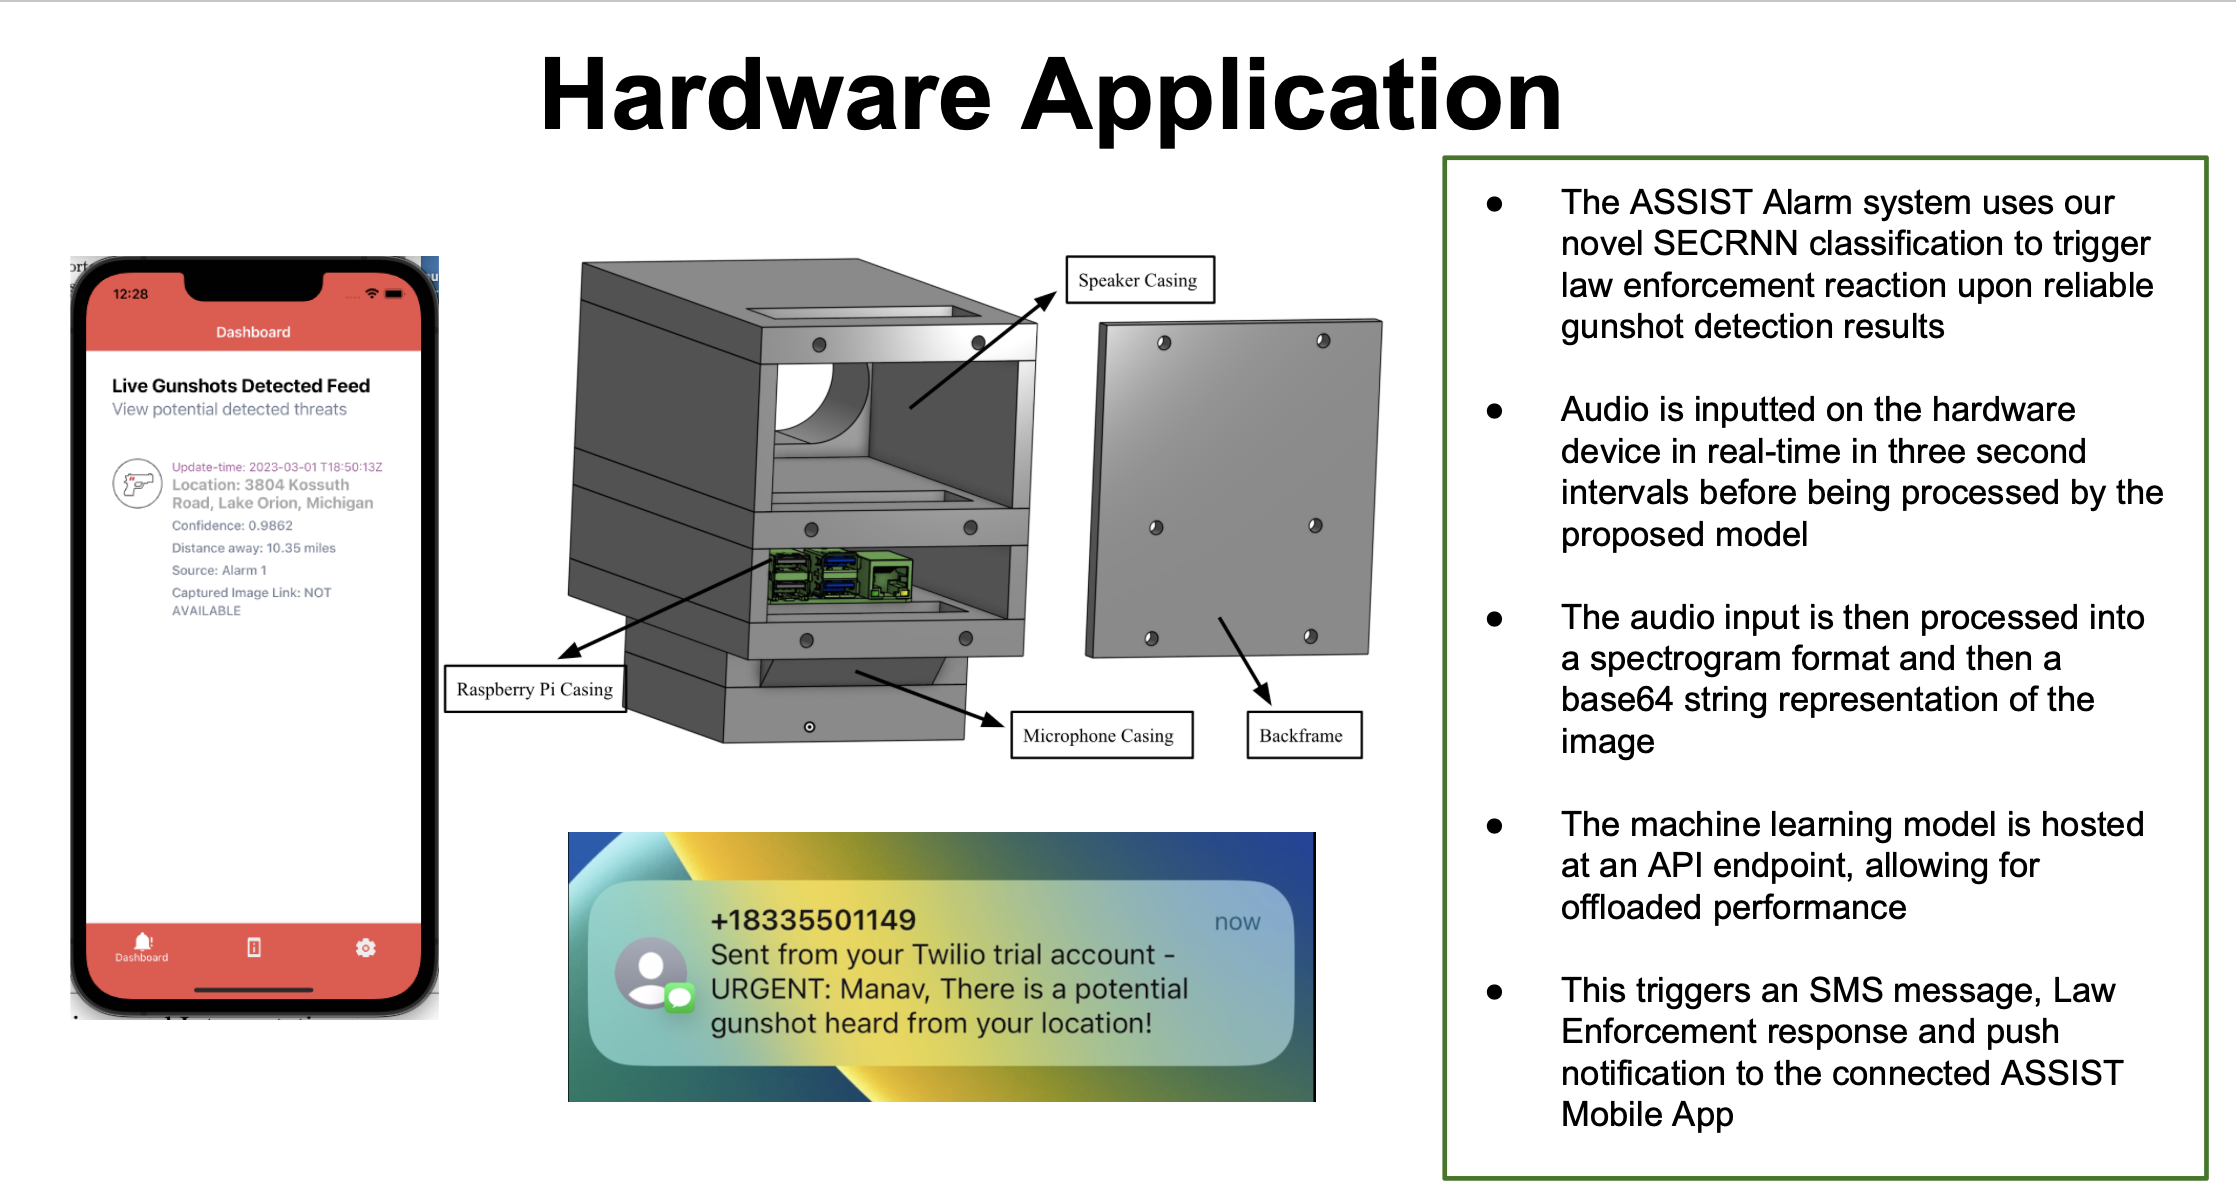 Hardware Application
12:28
Dashboard
Live Gunshots Detected Feed
View potential detected threats
Update-time: 2023-03-01 T18:50:13Z
Location: 3804 Kossuth
Road, Lake Orion, Michigan
Confidence: 0.9862
Distance away: 10.35 miles
Source: Alarm 1
Captured Image Link: NOT
AVAILABLE
Dashboard
Speaker Casing
Raspberry Pi Casing
Microphone Casing
Backframe
+18335501149
now
Sent from your Twilio trial account -
URGENT: Manav, There is a potential
gunshot heard from your location!
● The ASSIST Alarm system uses our
novel SECRNN classification to trigger
law enforcement reaction upon reliable
gunshot detection results
● Audio is inputted on the hardware
device in real-time in three second
intervals before being processed by the
proposed model
● The audio input is then processed into
a spectrogram format and then a
base64 string representation of the
image
● The machine learning model is hosted
at an API endpoint, allowing for
offloaded performance
● This triggers an SMS message, Law
Enforcement response and push
notification to the connected ASSIST
Mobile App